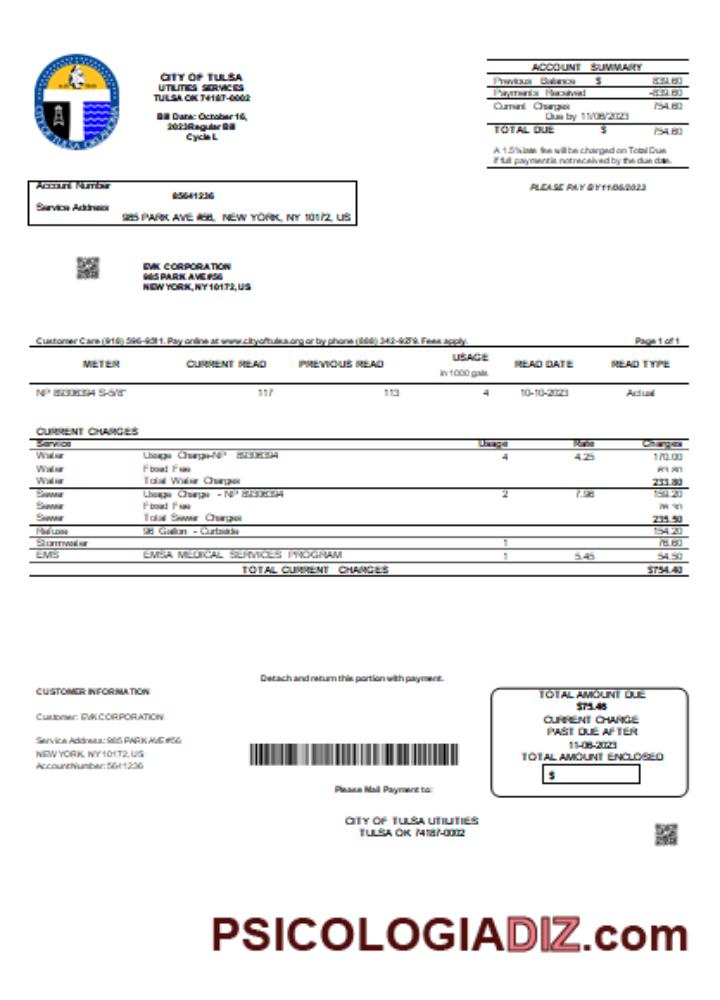 CITY OF TULSA
UTILITIES SERVICES
TULSA OK 74187-0002
Bill Date: October 16,
2023Regular Bill
Cycle L
ACCOUNT SUMMARY
Previous Balance $ 839.60
Payments Received -839.60
Current Charges 754.60
Due by 11/06/2023
TOTAL DUE $ 754.60
A 1.5% late fee will be charged on Total Due
if full payment is not received by the due date.
PLEASE PAY BY 11/06/2023
Account Number
85641236
Service Address
985 PARK AVE #56, NEW YORK, NY 10172, US
EVK CORPORATION
985 PARK AVE #56
NEW YORK, NY 10172, US
Customer Care (918) 596-9511. Pay online at www.cityoftulsa.org or by phone (888) 342-9279. Fees apply. Page 1 of 1
METER CURRENT READ PREVIOUS READ USAGE in 1000 gals READ DATE READ TYPE
NP 89306394 S-5/8" 117 113 4 10-10-2023 Actual
CURRENT CHARGES
Service Usage Rate Charges
Water Usage Charge-NP 89306394 4 4.25 170.00
Water Fixed Fee 63.80
Water Total Water Charges 233.80
Sewer Usage Charge - NP 89306394 2 7.96 159.20
Sewer Fixed Fee 76.30
Sewer Total Sewer Charges 235.50
Refuse 96 Gallon - Curbside 154.20
Stormwater 1 76.60
EMS EMSA MEDICAL SERVICES PROGRAM 1 5.45 54.50
TOTAL CURRENT CHARGES $754.40
Detach and return this portion with payment.
CUSTOMER INFORMATION
Customer: EVK CORPORATION
Service Address: 985 PARK AVE #56
NEW YORK, NY 10172, US
Account Number: 5641236
TOTAL AMOUNT DUE
$75.46
CURRENT CHARGE
PAST DUE AFTER
11-06-2023
TOTAL AMOUNT ENCLOSED
$
Please Mail Payment to:
CITY OF TULSA UTILITIES
TULSA OK 74187-0002
PSICOLOGIADIZ.com